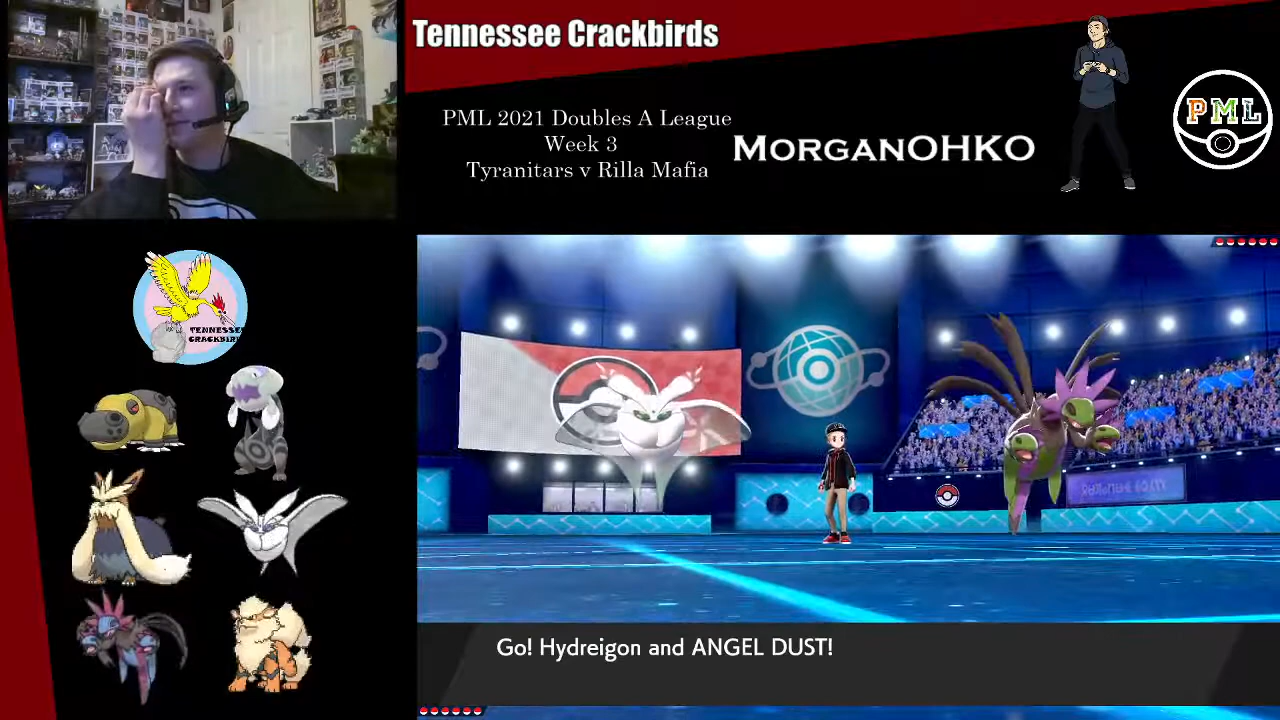 Tennessee Crackbirds
PML 2021 Doubles A League
Week 3
Tyranitars v Rilla Mafia
MorganOHKO
PML
TENNESSEE
CRACKBIRD
Go! Hydreigon and ANGEL DUST!